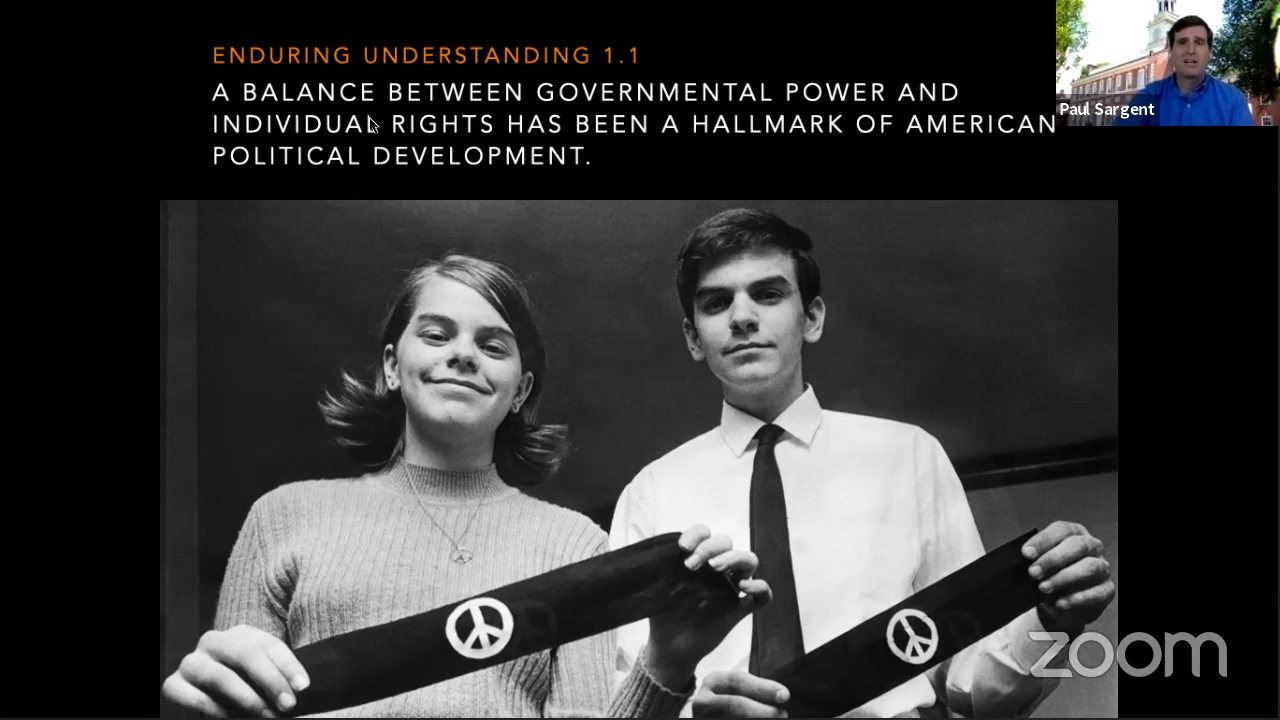 ENDURING UNDERSTANDING 1.1
A BALANCE BETWEEN GOVERNMENTAL POWER AND
INDIVIDUAL RIGHTS HAS BEEN A HALLMARK OF AMERICAN
POLITICAL DEVELOPMENT.
Paul Sargent
zoom